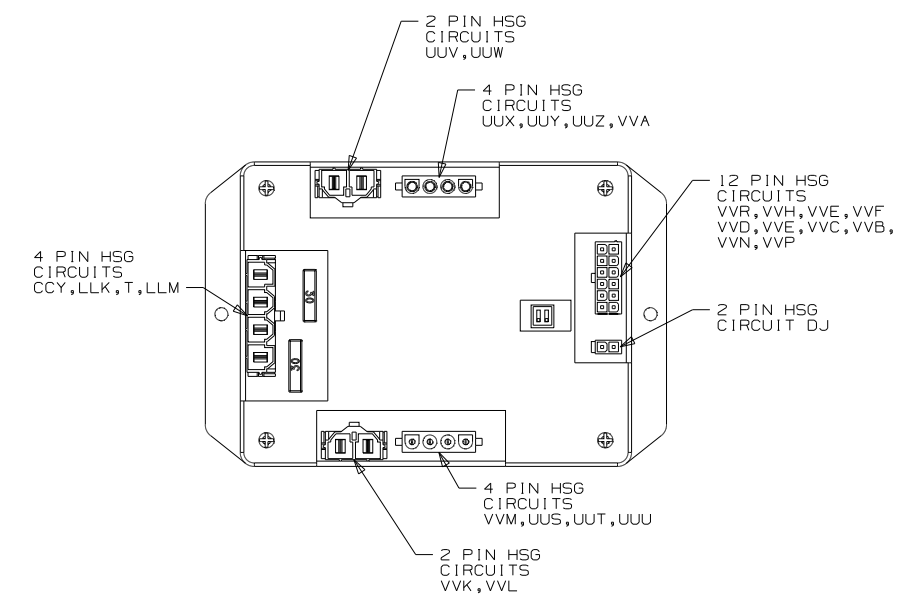 2 PIN HSG
CIRCUITS
UUV,UUW
4 PIN HSG
CIRCUITS
UUX,UUY,UUZ,VVA
12 PIN HSG
CIRCUITS
VVR,VVH,VVE,VVF
VVD,VVE,VVC,VVB,
VVN,VVP
4 PIN HSG
CIRCUITS
CCY,LLK,T,LLM
30
2 PIN HSG
CIRCUIT DJ
30
4 PIN HSG
CIRCUITS
VVM,UUS,UUT,UUU
2 PIN HSG
CIRCUITS
VVK,VVL